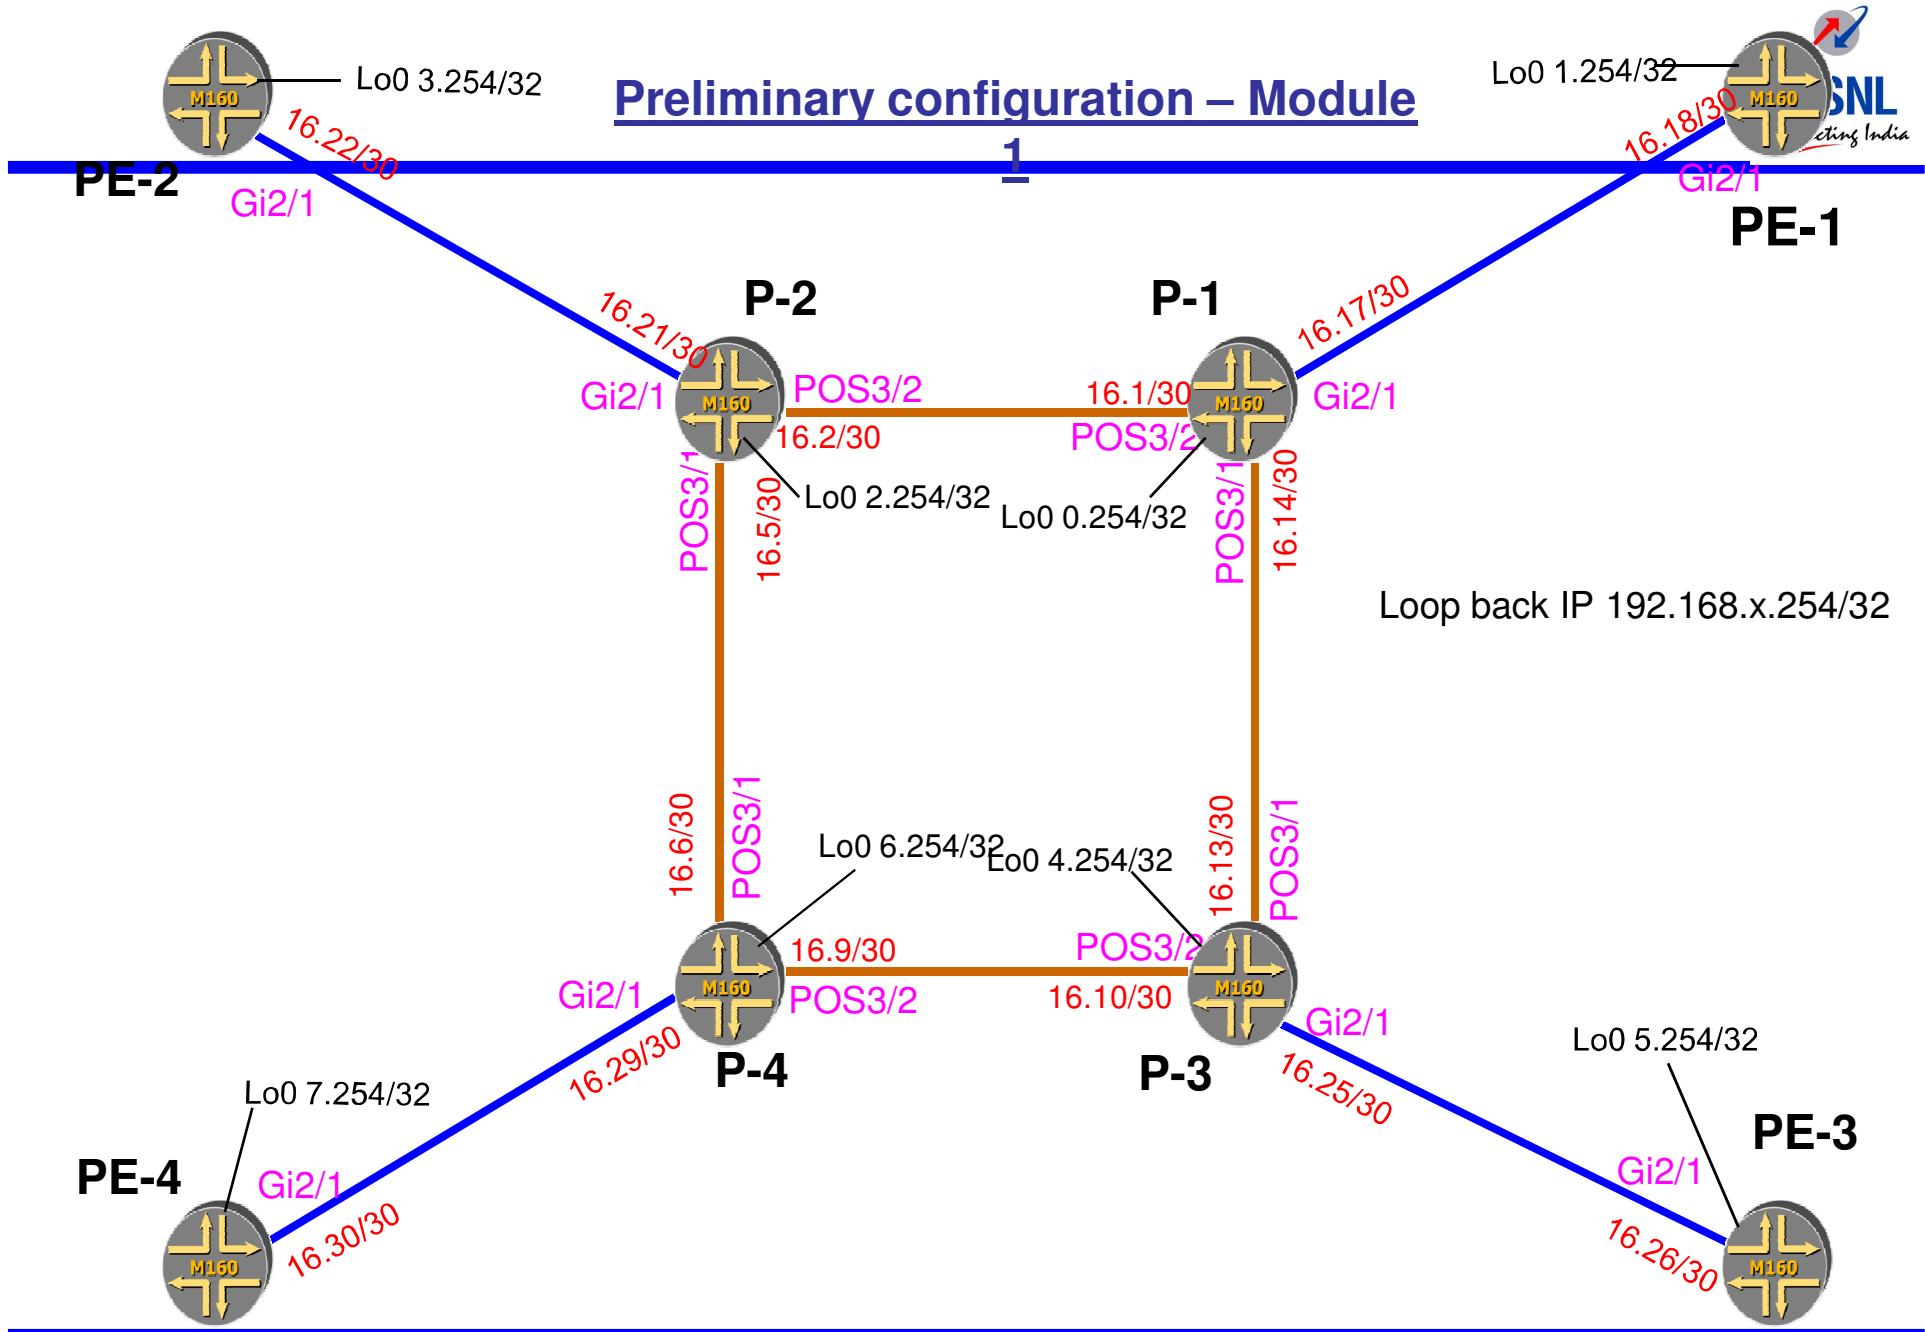 Lo0 3.254/32
Preliminary configuration – Module
1
Lo0 1.254/32
M160
M160
SNL
cting India
16.22/30
16.18/30
PE-2
Gi2/1
Gi2/1
PE-1
P-2
P-1
16.21/30
16.17/30
Gi2/1
M160
POS3/2
16.1/30
M160
Gi2/1
16.2/30
POS3/2
POS3/1
16.5/30
Lo0 2.254/32
Lo0 0.254/32
POS3/1
16.14/30
Loop back IP 192.168.x.254/32
16.6/30
POS3/1
Lo0 6.254/32
Lo0 4.254/32
16.13/30
POS3/1
16.9/30
POS3/2
Gi2/1
M160
POS3/2
16.10/30
M160
Gi2/1
16.29/30
P-4
P-3
16.25/30
Lo0 5.254/32
Lo0 7.254/32
PE-3
PE-4
Gi2/1
Gi2/1
16.30/30
16.26/30
M160
M160